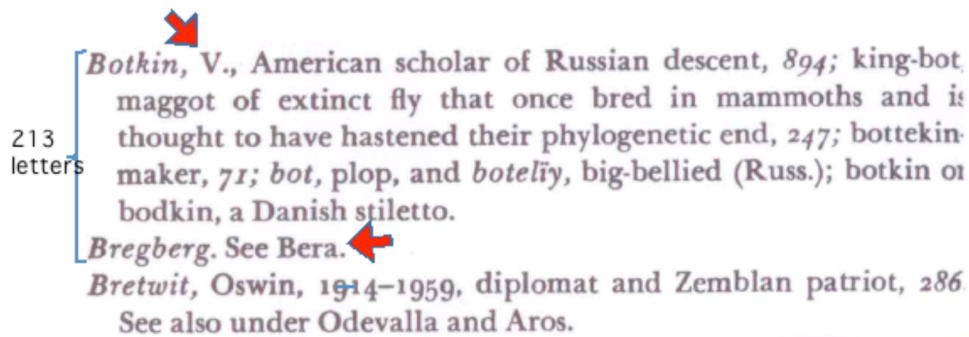 Botkin, V., American scholar of Russian descent, 894; king-bot,
maggot of extinct fly that once bred in mammoths and is
thought to have hastened their phylogenetic end, 247; bottekin-
maker, 71; bot, plop, and botelïy, big-bellied (Russ.); botkin or
bodkin, a Danish stiletto.
Bregberg. See Bera.
Bretwit, Oswin, 1914–1959, diplomat and Zemblan patriot, 286.
See also under Odevalla and Aros.
213
letters